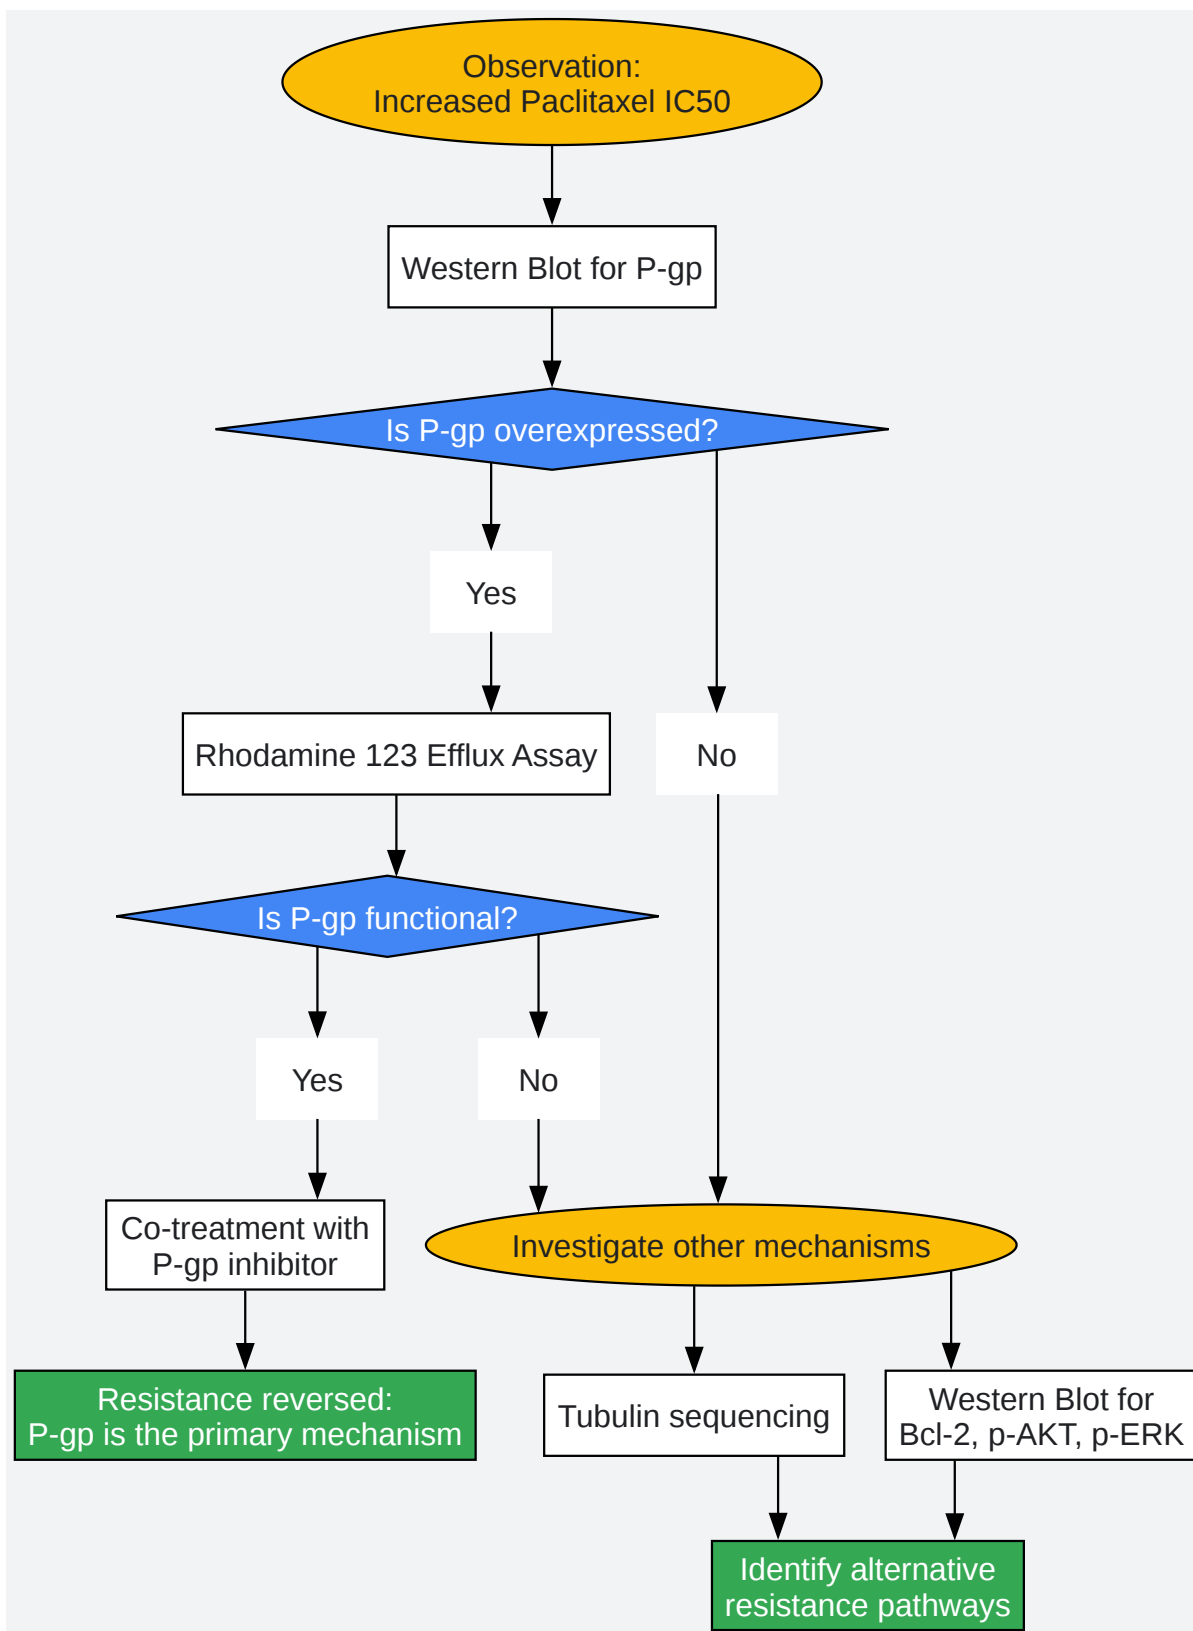 Observation:
Increased Paclitaxel IC50
Western Blot for P-gp
Is P-gp overexpressed?
Yes
Rhodamine 123 Efflux Assay
No
Is P-gp functional?
Yes
No
Co-treatment with
P-gp inhibitor
Investigate other mechanisms
Resistance reversed:
P-gp is the primary mechanism
Tubulin sequencing
Western Blot for
Bcl-2, p-AKT, p-ERK
Identify alternative
resistance pathways